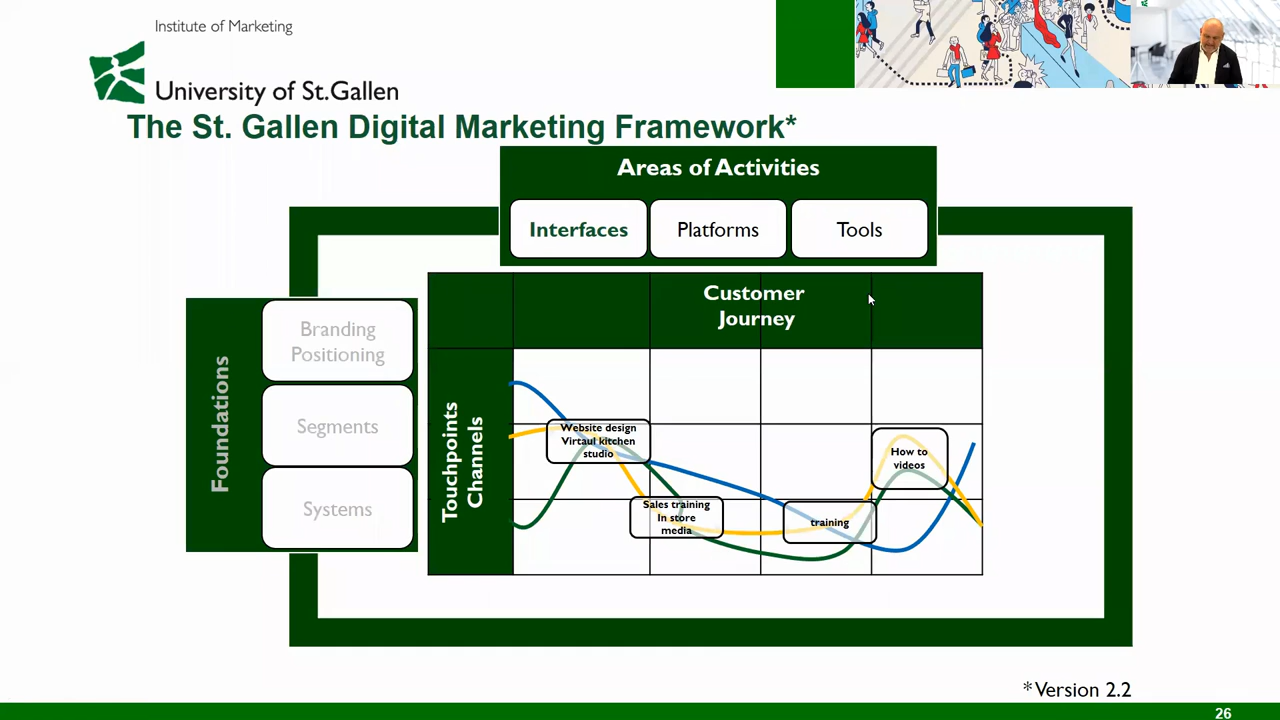 Institute of Marketing
University of St.Gallen
The St. Gallen Digital Marketing Framework*
Areas of Activities
Interfaces
Platforms
Tools
Customer
Journey
Foundations
Branding
Positioning
Segments
Systems
Touchpoints
Channels
Website design
Virtaul kitchen
studio
Sales training
In store
media
training
How to
videos
*Version 2.2
26